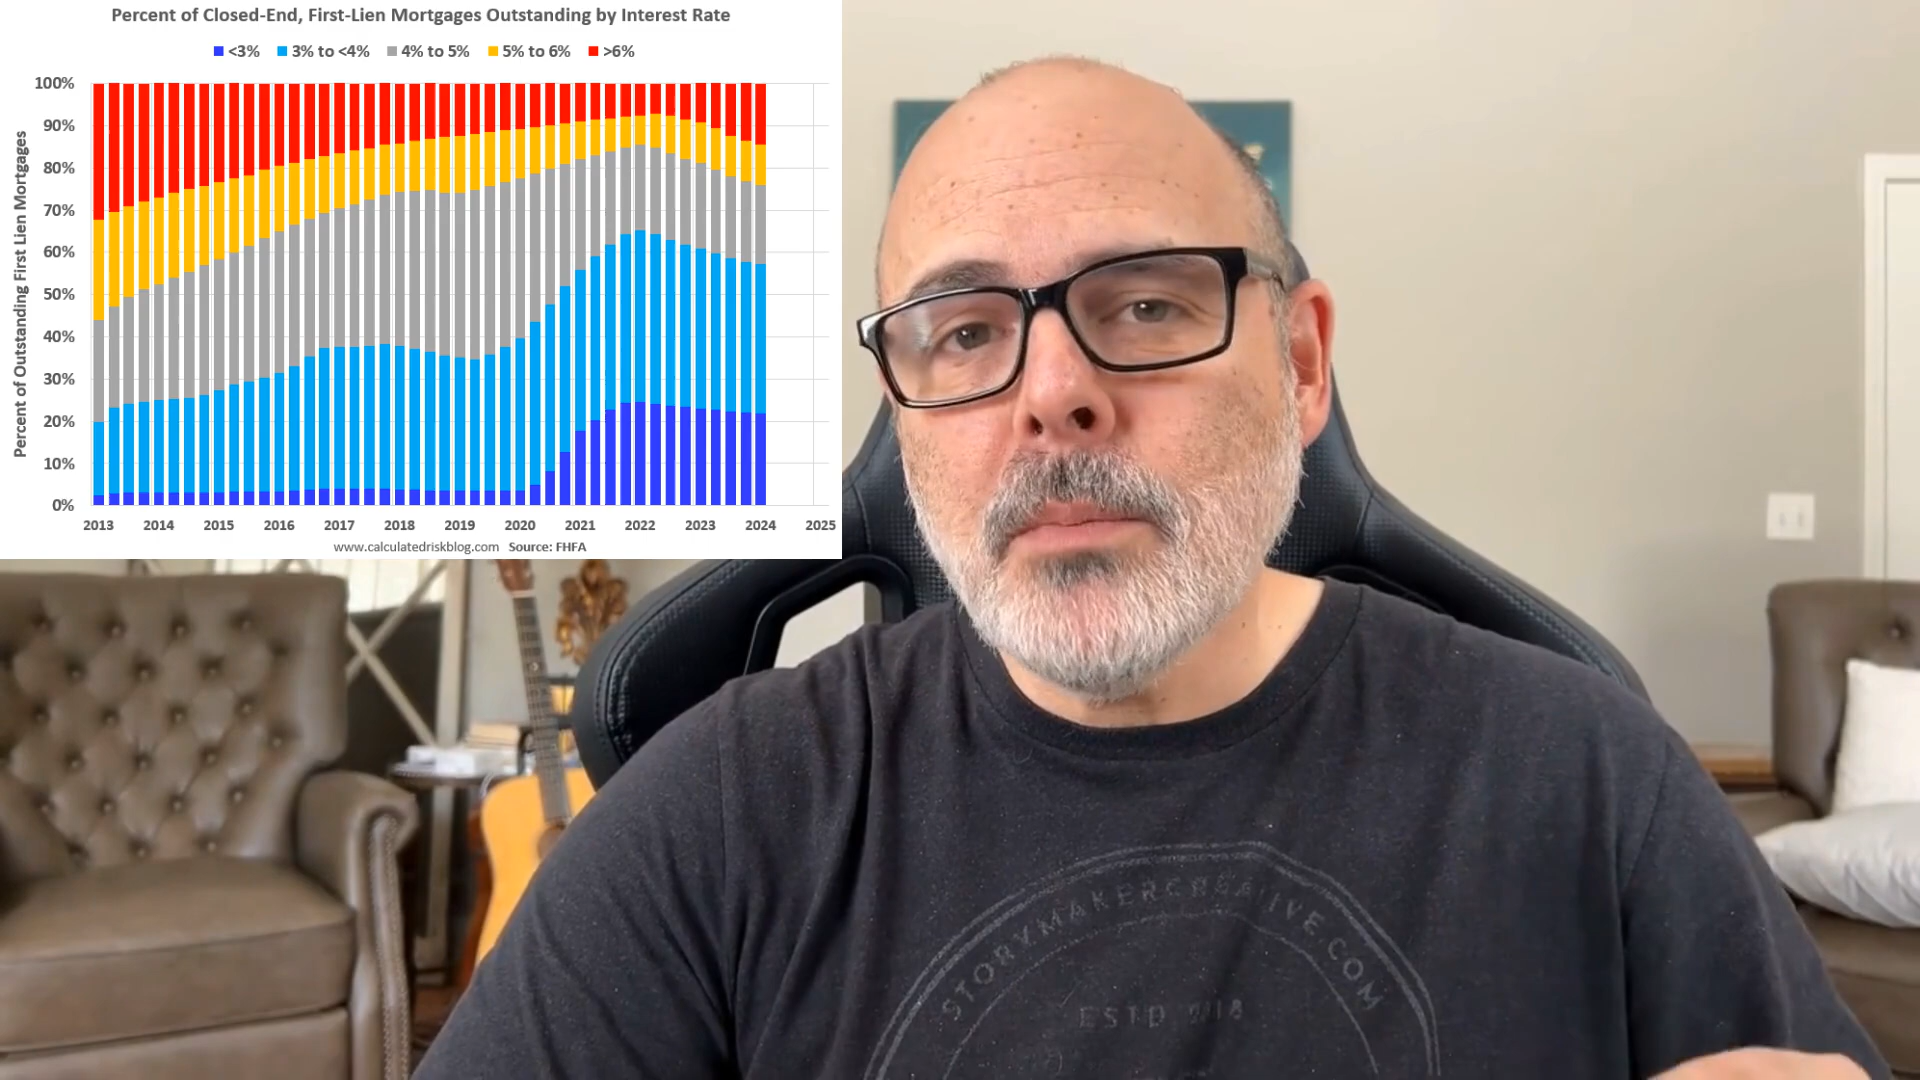 Percent of Closed-End, First-Lien Mortgages Outstanding by Interest Rate
<3% 3% to <4% 4% to 5% 5% to 6% >6%
Percent of Outstanding First Lien Mortgages
100%
90%
80%
70%
60%
50%
40%
30%
20%
10%
0%
2013 2014 2015 2016 2017 2018 2019 2020 2021 2022 2023 2024 2025
www.calculatedriskblog.com Source: FHFA
STORYMAKERCREATIVE.COM
ESTD